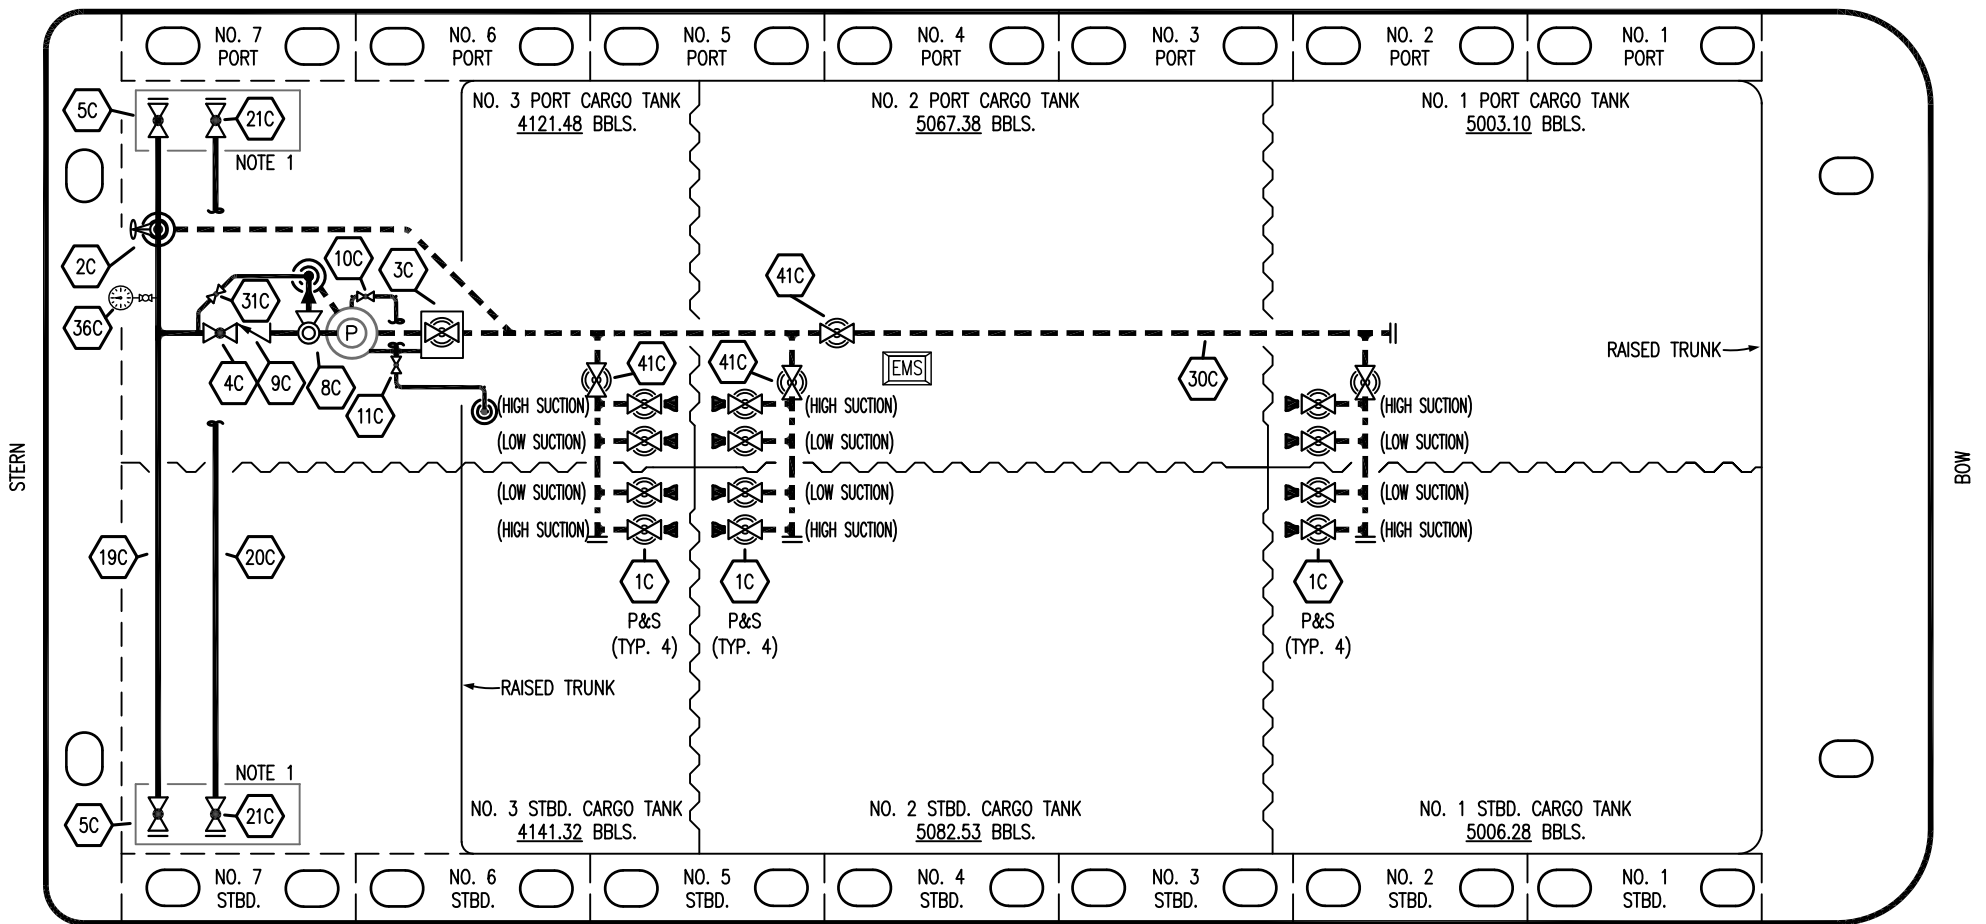 NO. 7
PORT
NO. 6
PORT
NO. 5
PORT
NO. 4
PORT
NO. 3
PORT
NO. 2
PORT
NO. 1
PORT
5C
21C
NOTE 1
NO. 3 PORT CARGO TANK
4121.48 BBLS.
NO. 2 PORT CARGO TANK
5067.38 BBLS.
NO. 1 PORT CARGO TANK
5003.10 BBLS.
2C
10C
3C
41C
36C
31C
P
4C
9C
8C
11C
41C
41C
EMS
30C
RAISED TRUNK
(HIGH SUCTION)
(HIGH SUCTION)
(HIGH SUCTION)
(LOW SUCTION)
(LOW SUCTION)
(LOW SUCTION)
STERN
BOW
(LOW SUCTION)
(LOW SUCTION)
(LOW SUCTION)
(HIGH SUCTION)
(HIGH SUCTION)
(HIGH SUCTION)
19C
20C
1C
1C
1C
P&S
(TYP. 4)
P&S
(TYP. 4)
P&S
(TYP. 4)
RAISED TRUNK
NOTE 1
5C
21C
NO. 3 STBD. CARGO TANK
4141.32 BBLS.
NO. 2 STBD. CARGO TANK
5082.53 BBLS.
NO. 1 STBD. CARGO TANK
5006.28 BBLS.
NO. 7
STBD.
NO. 6
STBD.
NO. 5
STBD.
NO. 4
STBD.
NO. 3
STBD.
NO. 2
STBD.
NO. 1
STBD.